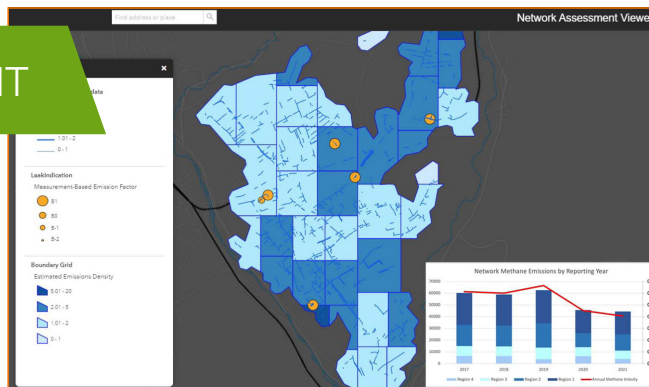 Find address or place
Network Assessment Viewe
IT
data
1.01 - 2
0 - 1
LeakIndication
Measurement-Based Emission Factor
B1
B0
B-1
B-2
Boundary Grid
Estimated Emissions Density
5.01 - 20
2.01 - 5
1.01 - 2
0 - 1
Network Methane Emissions by Reporting Year
70000
60000
50000
40000
30000
20000
10000
0
2017 2018 2019 2020 2021
Region 4 Region 3 Region 2 Region 1 Annual Methane Intensity